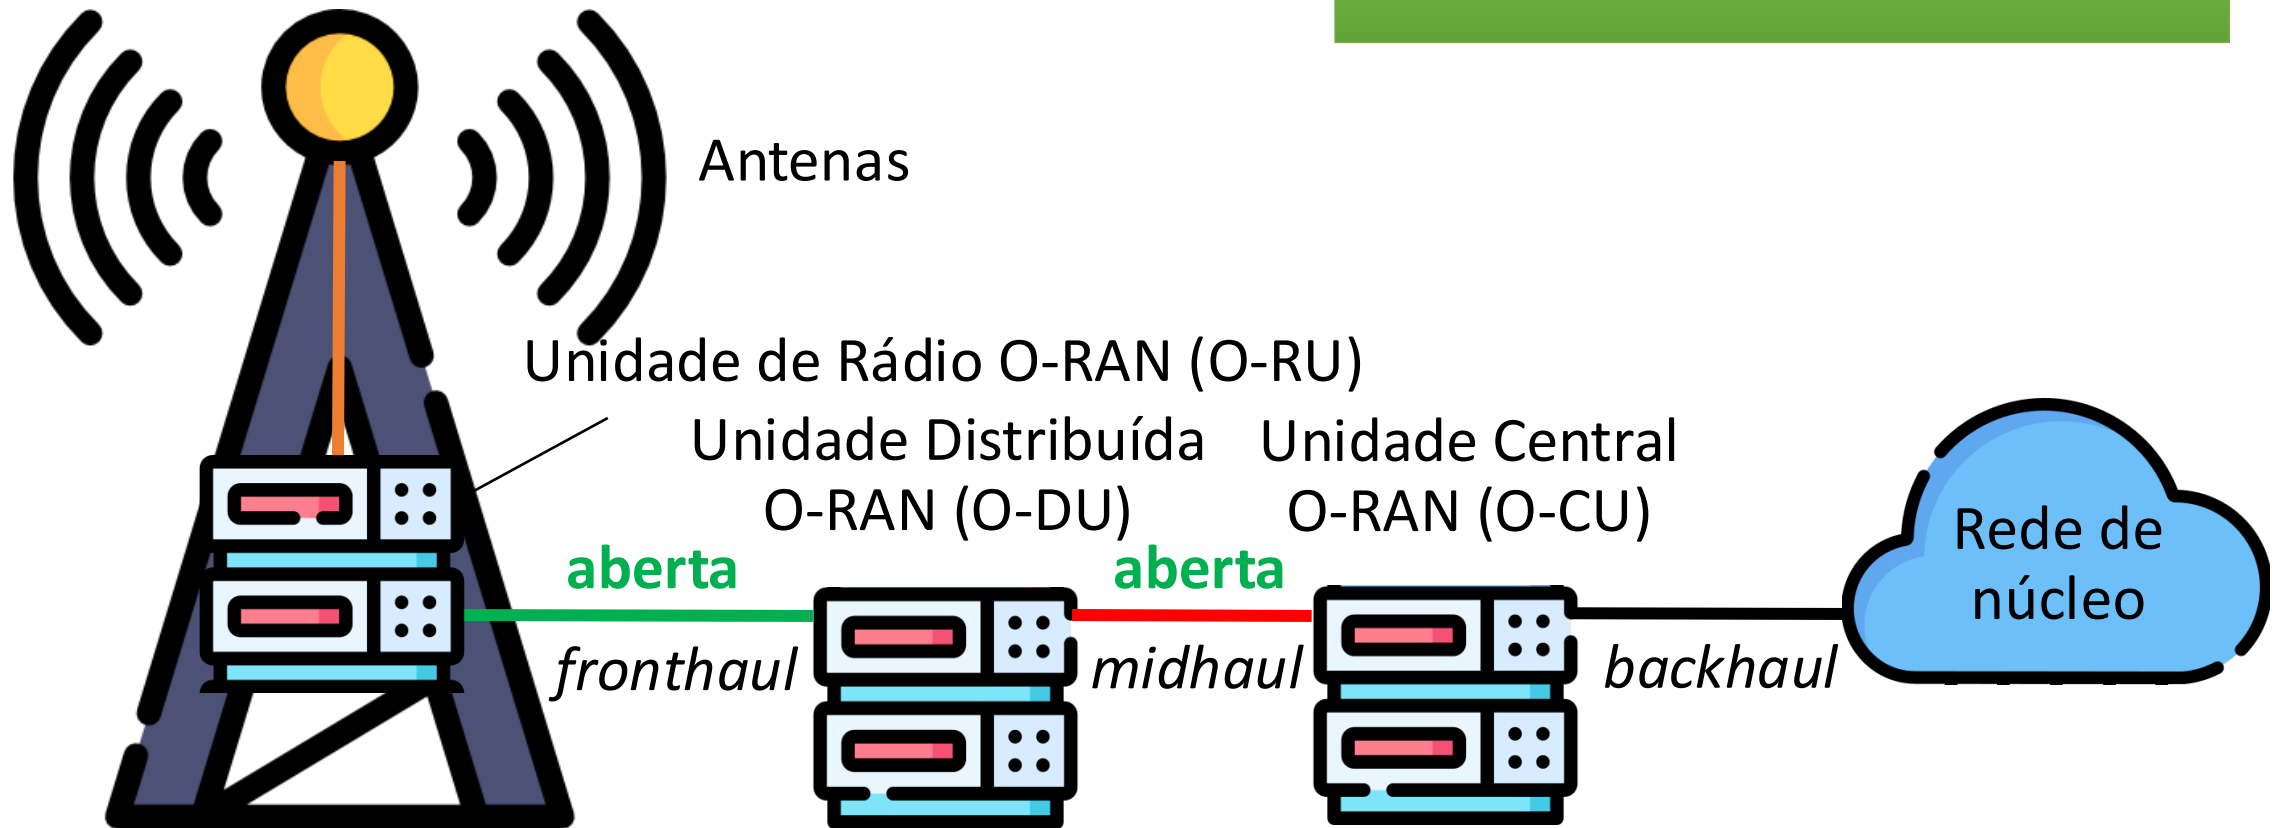 Antenas
Unidade de Rádio O-RAN (O-RU)
Unidade Distribuída
O-RAN (O-DU)
Unidade Central
O-RAN (O-CU)
Rede de
núcleo
aberta
aberta
fronthaul
midhaul
backhaul